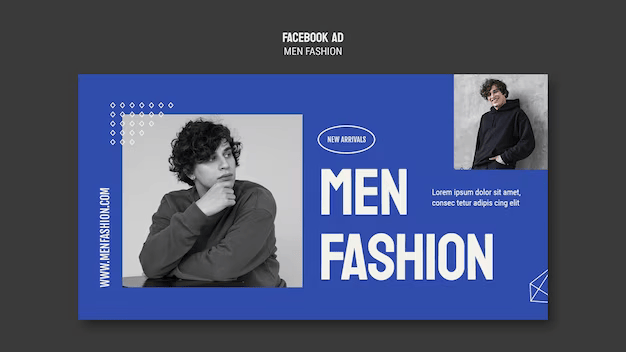 FACEBOOK AD
MEN FASHION
NEW ARRIVALS
MEN
FASHION
Lorem ipsum dolor sit amet,
consec tetur adipis cing elit
WWW.MENFASHION.COM